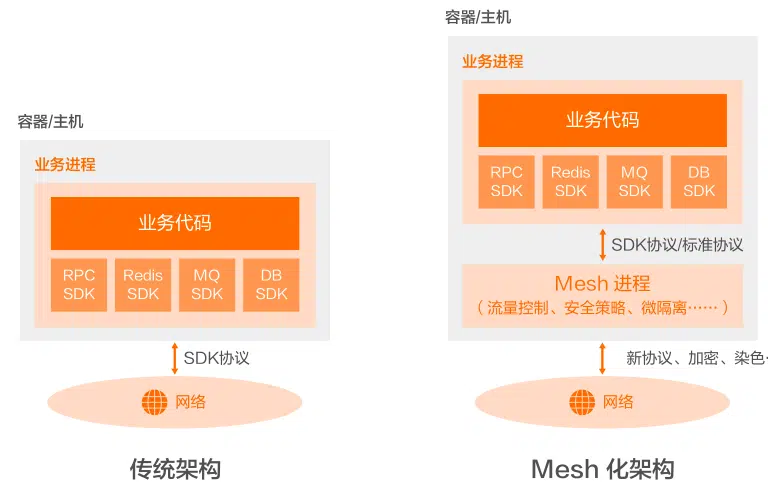 容器/主机
业务进程
业务代码
RPC
SDK
Redis
SDK
MQ
SDK
DB
SDK
SDK协议
网络
传统架构
容器/主机
业务进程
业务代码
RPC
SDK
Redis
SDK
MQ
SDK
DB
SDK
SDK协议/标准协议
Mesh 进程
（流量控制、安全策略、微隔离……）
新协议、加密、染色·
网络
Mesh 化架构